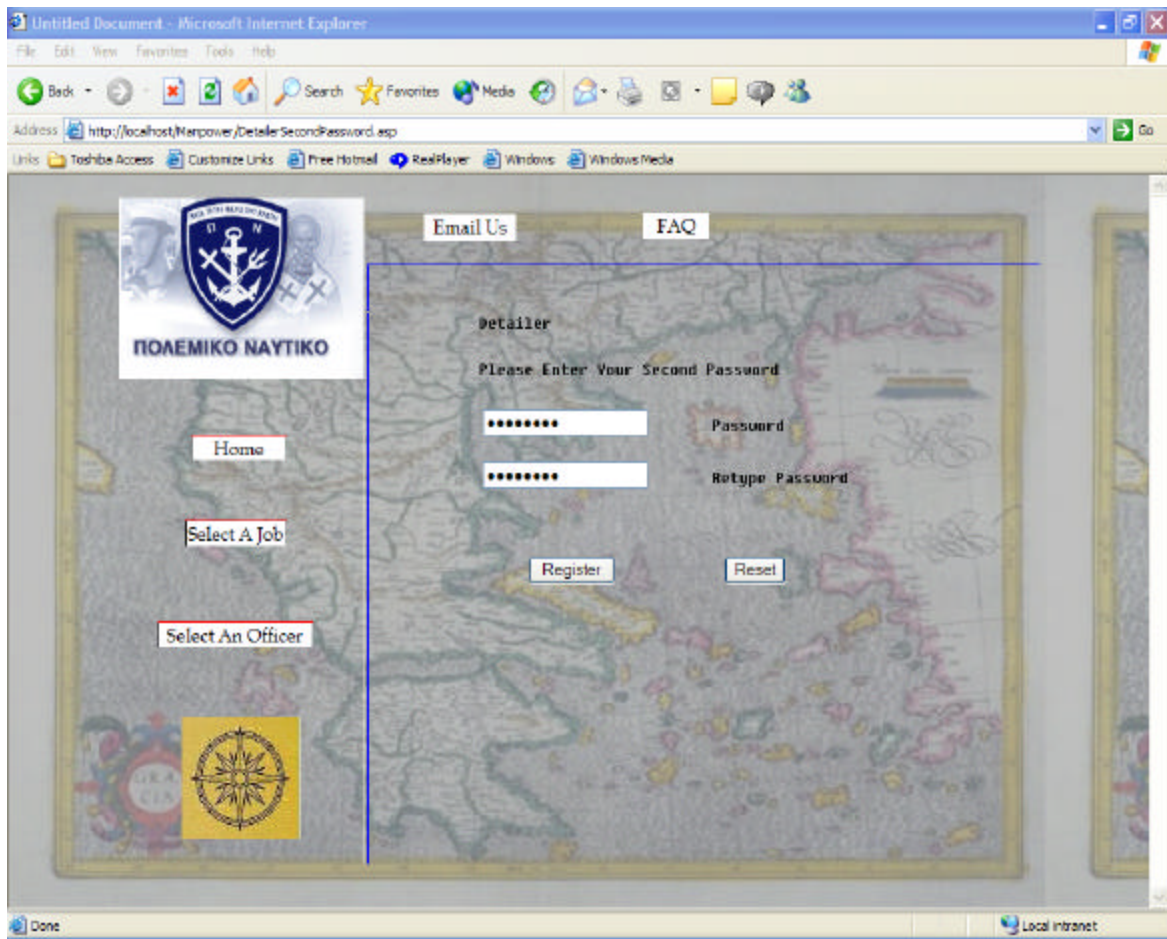 Untitled Document - Microsoft Internet Explorer
File Edit View Favorites Tools Help
Back Search Favorites Media
Address http://localhost/Manpower/DetailerSecondPassword.asp Go
Links Toshiba Access Customize Links Free Hotmail RealPlayer Windows Windows Media
Π Ν
ΠΟΛΕΜΙΚΟ ΝΑΥΤΙΚΟ
Email Us FAQ
Detailer
Please Enter Your Second Password
•••••••• Password
•••••••• Retype Password
Home
Select A Job
Register Reset
Select An Officer
GRÆ
CIA
Done Local intranet